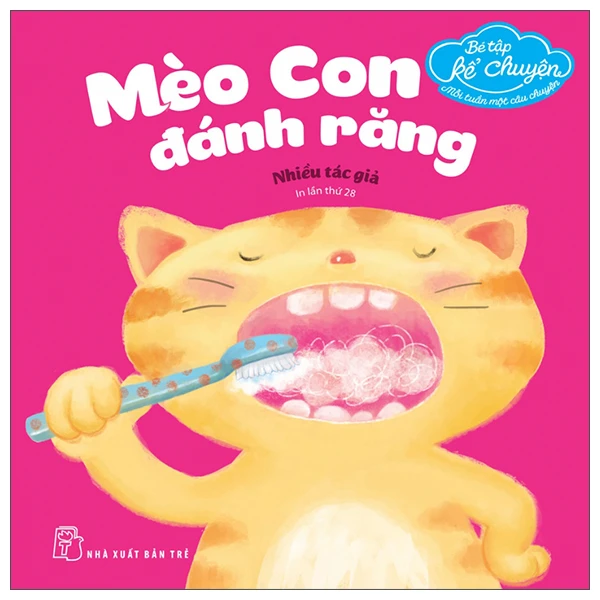 Bé tập
kể chuyện
Mỗi tuần một câu chuyện
Mèo Con
đánh răng
Nhiều tác giả
In lần thứ 28
NHÀ XUẤT BẢN TRẺ